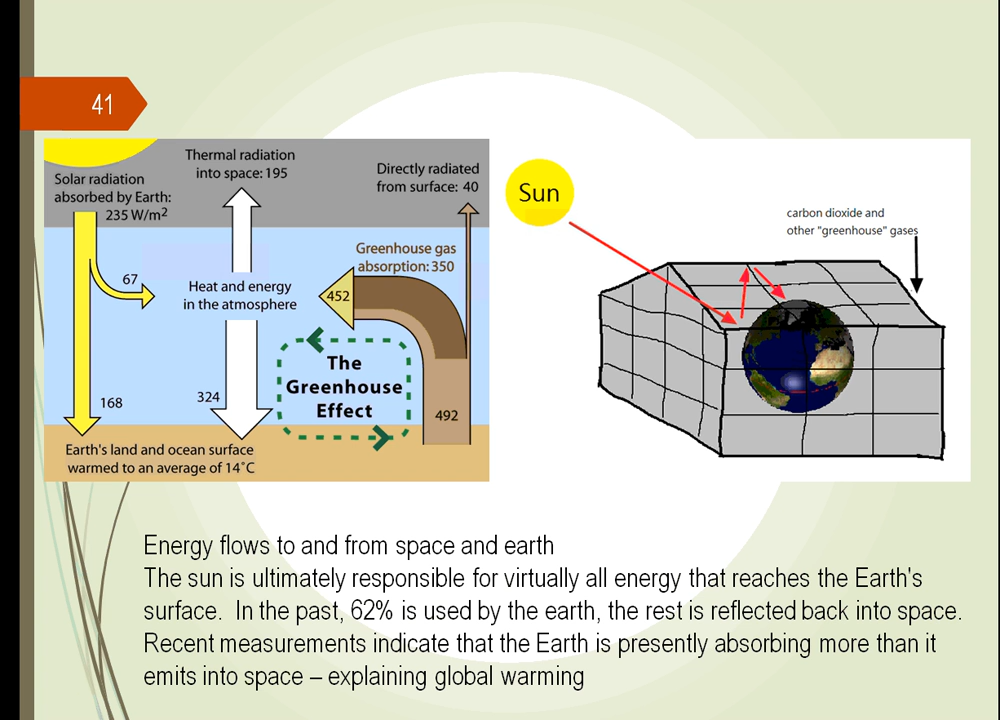 41
Solar radiation
absorbed by Earth:
235 W/m2
Thermal radiation
into space: 195
Directly radiated
from surface: 40
67
Heat and energy
in the atmosphere
Greenhouse gas
absorption: 350
452
The
Greenhouse
Effect
168
324
492
Earth's land and ocean surface
warmed to an average of 14˚C
Sun
carbon dioxide and
other "greenhouse" gases
Energy flows to and from space and earth
The sun is ultimately responsible for virtually all energy that reaches the Earth's
surface. In the past, 62% is used by the earth, the rest is reflected back into space.
Recent measurements indicate that the Earth is presently absorbing more than it
emits into space – explaining global warming